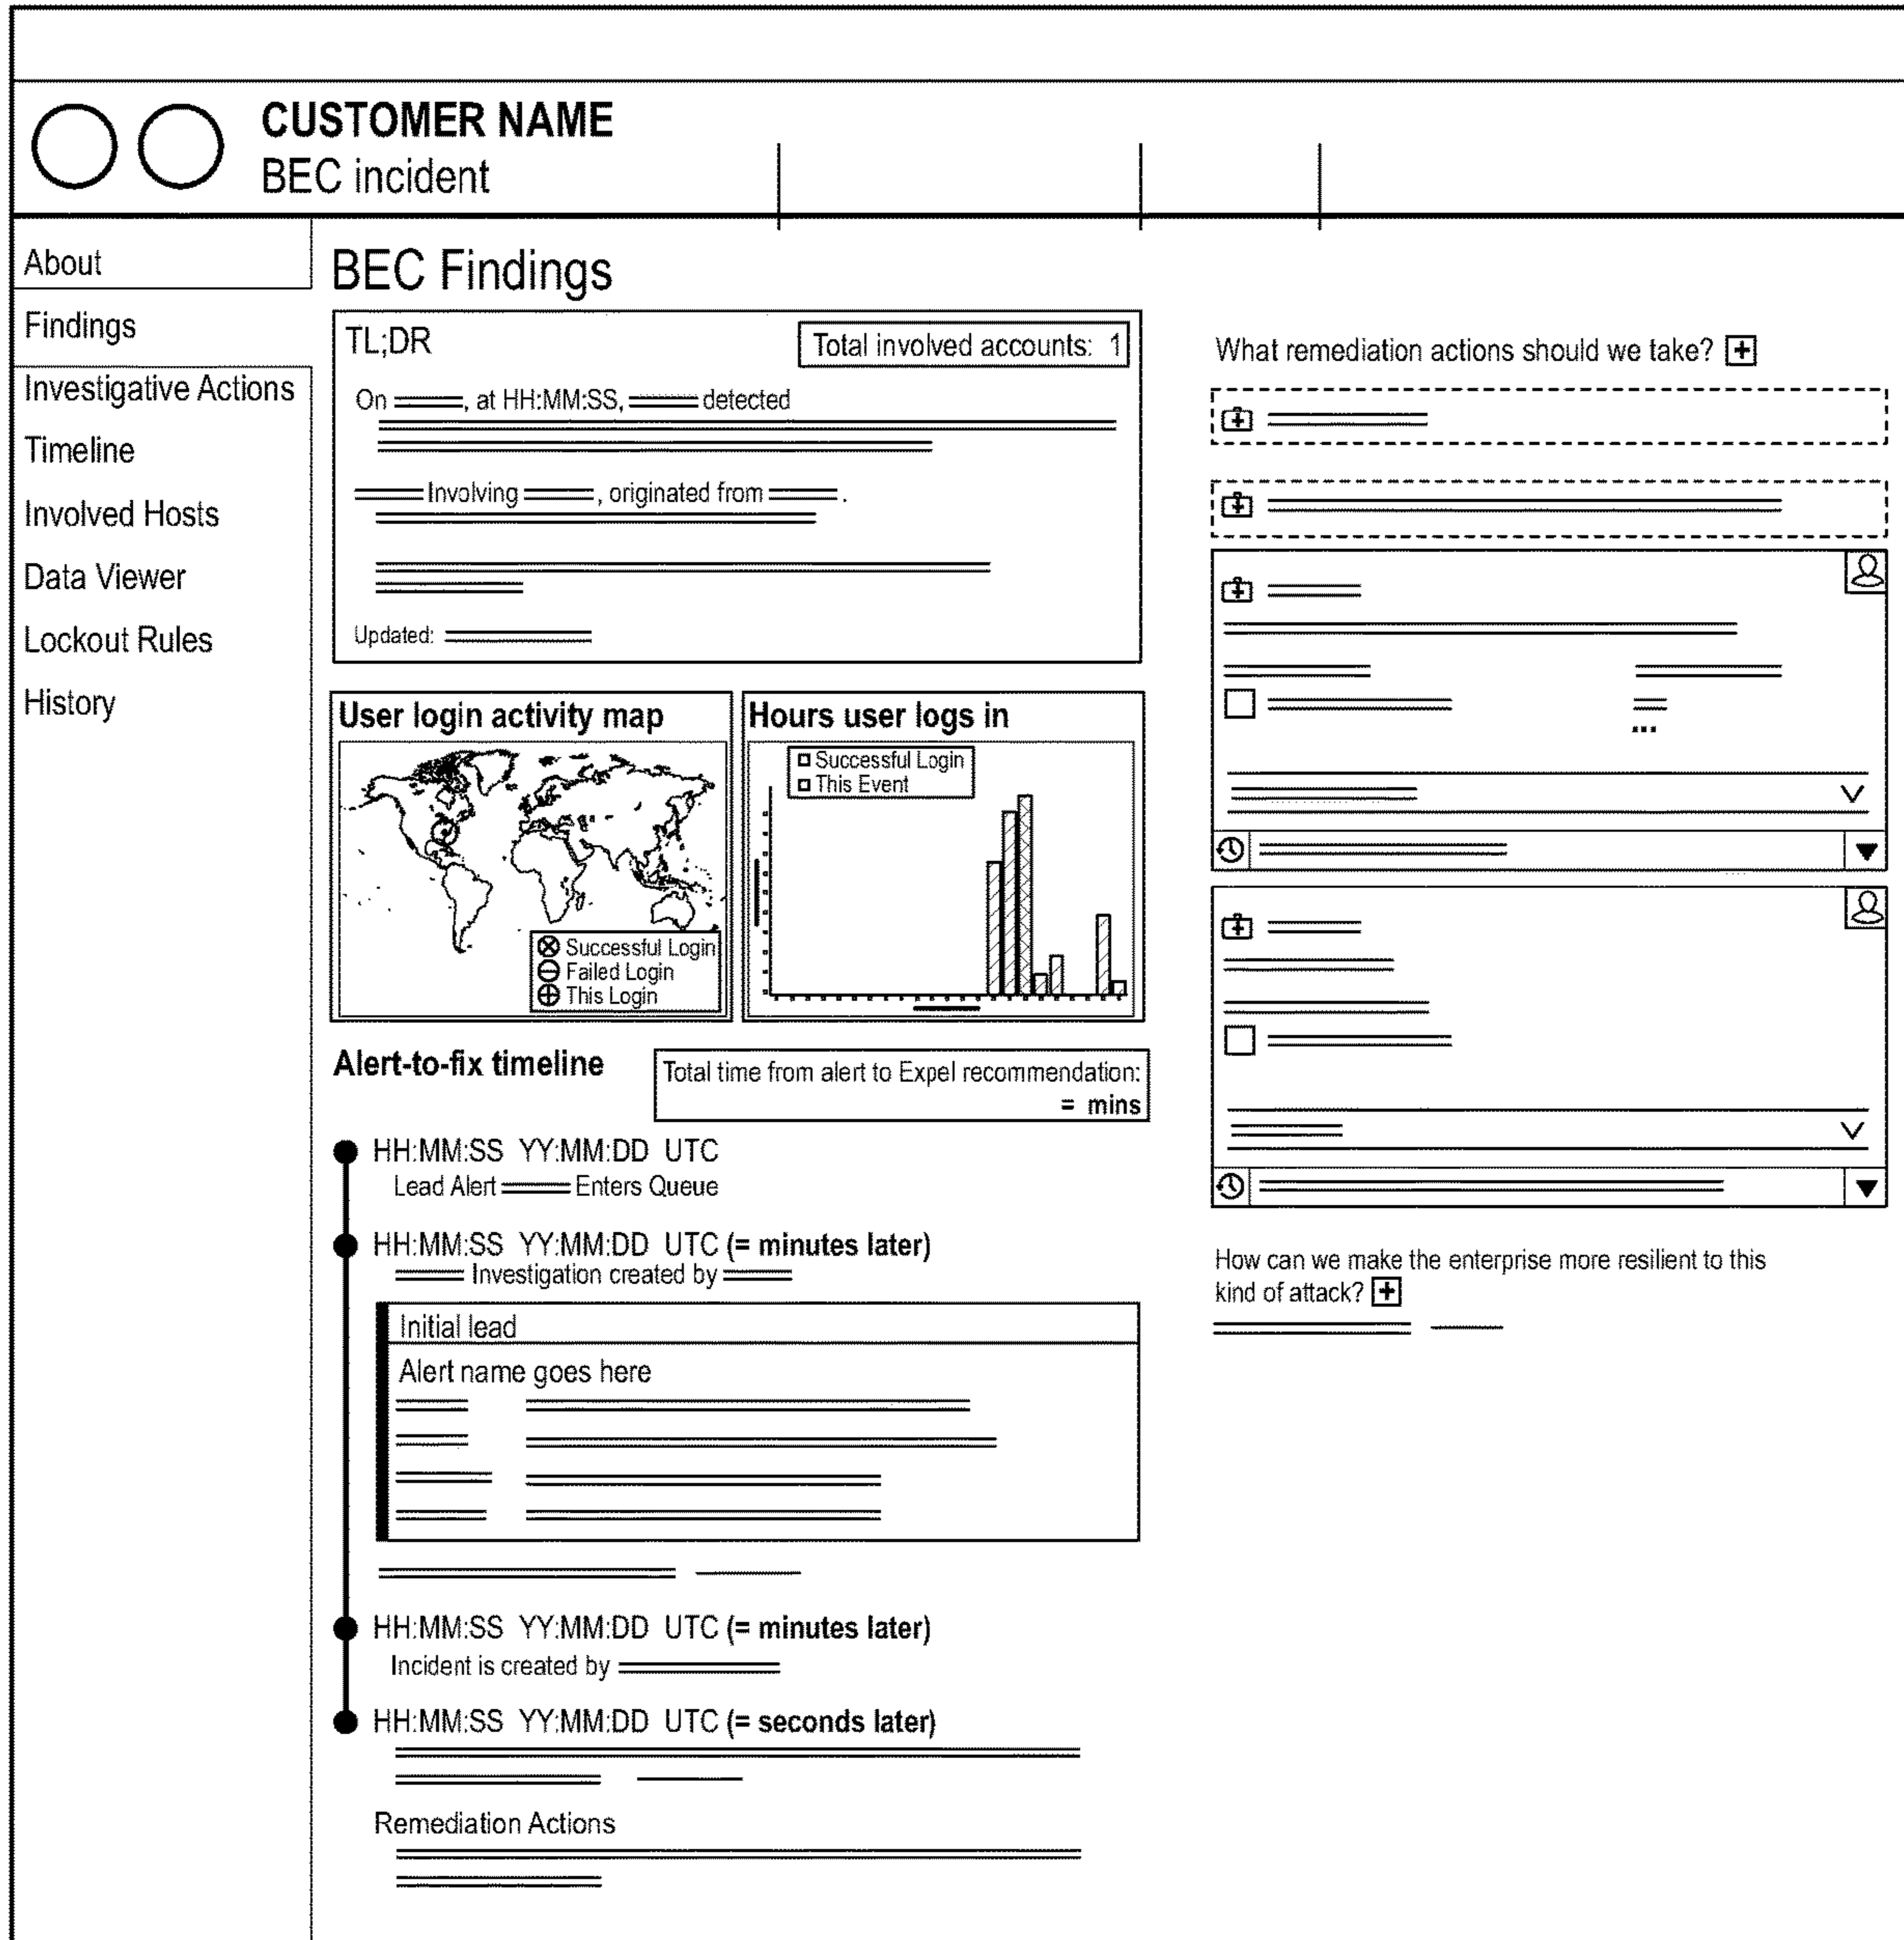 CUSTOMER NAME
BEC incident
About
Findings
Investigative Actions
Timeline
Involved Hosts
Data Viewer
Lockout Rules
History
BEC Findings
TL;DR
Total involved accounts: 1
On , at HH:MM:SS, detected
Involving , originated from .
Updated:
User login activity map
Successful Login
Failed Login
This Login
Hours user logs in
Successful Login
This Event
Alert-to-fix timeline
Total time from alert to Expel recommendation:
= mins
HH:MM:SS YY:MM:DD UTC
Lead Alert Enters Queue
HH:MM:SS YY:MM:DD UTC (= minutes later)
Investigation created by
Initial lead
Alert name goes here
HH:MM:SS YY:MM:DD UTC (= minutes later)
Incident is created by
HH:MM:SS YY:MM:DD UTC (= seconds later)
Remediation Actions
What remediation actions should we take?
...
How can we make the enterprise more resilient to this
kind of attack?